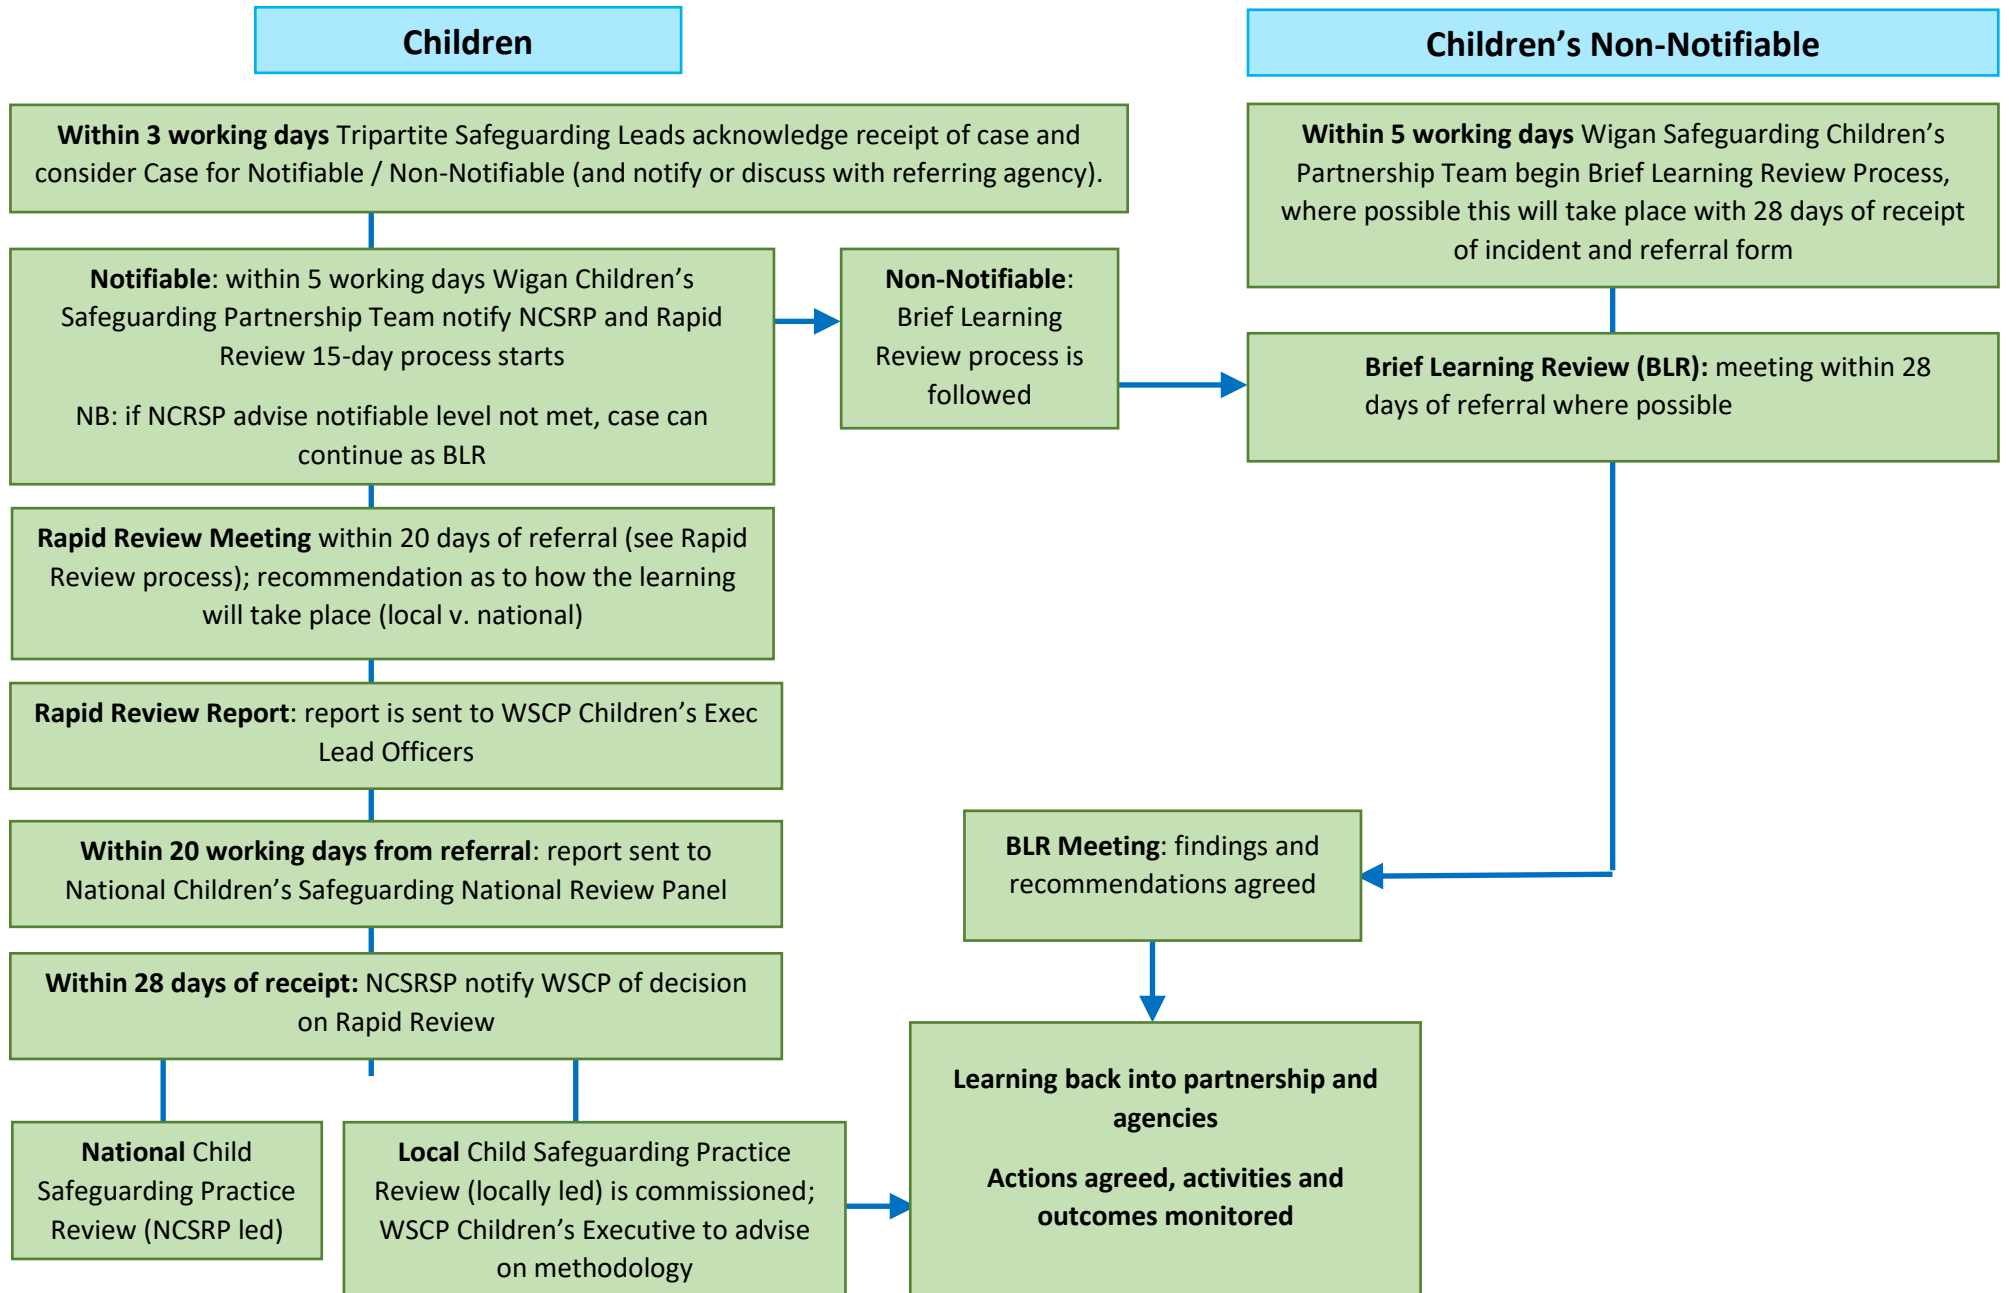 Children
Within 3 working days Tripartite Safeguarding Leads acknowledge receipt of case and
consider Case for Notifiable / Non-Notifiable (and notify or discuss with referring agency).
Notifiable: within 5 working days Wigan Children’s
Safeguarding Partnership Team notify NCSRP and Rapid
Review 15-day process starts
NB: if NCRSP advise notifiable level not met, case can
continue as BLR
Non-Notifiable:
Brief Learning
Review process is
followed
Rapid Review Meeting within 20 days of referral (see Rapid
Review process); recommendation as to how the learning
will take place (local v. national)
Rapid Review Report: report is sent to WSCP Children’s Exec
Lead Officers
Within 20 working days from referral: report sent to
National Children’s Safeguarding National Review Panel
Within 28 days of receipt: NCSRSP notify WSCP of decision
on Rapid Review
National Child
Safeguarding Practice
Review (NCSRP led)
Local Child Safeguarding Practice
Review (locally led) is commissioned;
WSCP Children’s Executive to advise
on methodology
Children’s Non-Notifiable
Within 5 working days Wigan Safeguarding Children’s
Partnership Team begin Brief Learning Review Process,
where possible this will take place with 28 days of receipt
of incident and referral form
Brief Learning Review (BLR): meeting within 28
days of referral where possible
BLR Meeting: findings and
recommendations agreed
Learning back into partnership and
agencies
Actions agreed, activities and
outcomes monitored